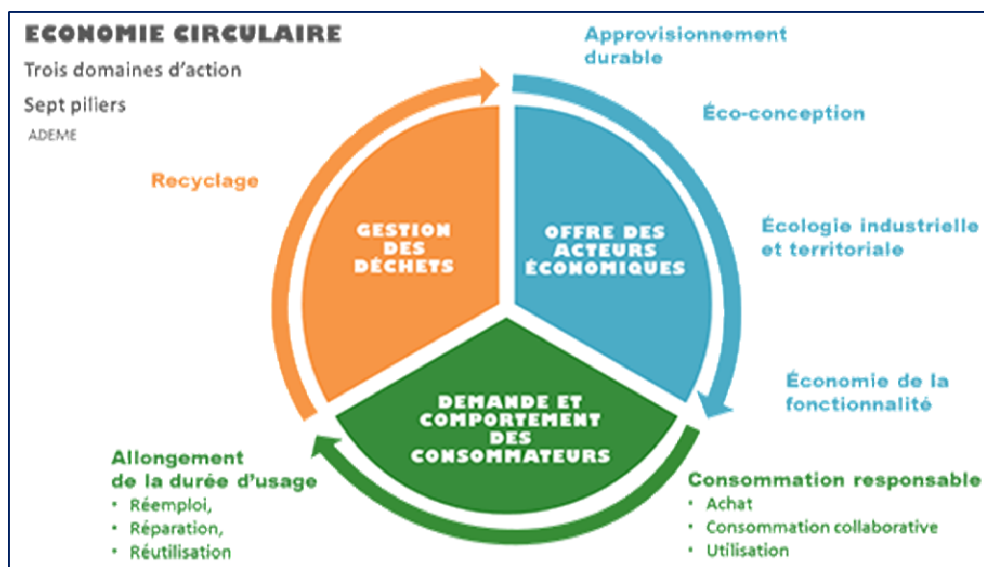 ECONOMIE CIRCULAIRE
Trois domaines d'action
Sept piliers
ADEME
Approvisionnement
durable
Éco-conception
Écologie industrielle
et territoriale
Économie de la
fonctionnalité
OFFRE DES
ACTEURS
ÉCONOMIQUES
Consommation responsable
• Achat
• Consommation collaborative
• Utilisation
DEMANDE ET
COMPORTEMENT
DES
CONSOMMATEURS
Allongement
de la durée d'usage
• Réemploi,
• Réparation,
• Réutilisation
Recyclage
GESTION
DES
DÉCHETS